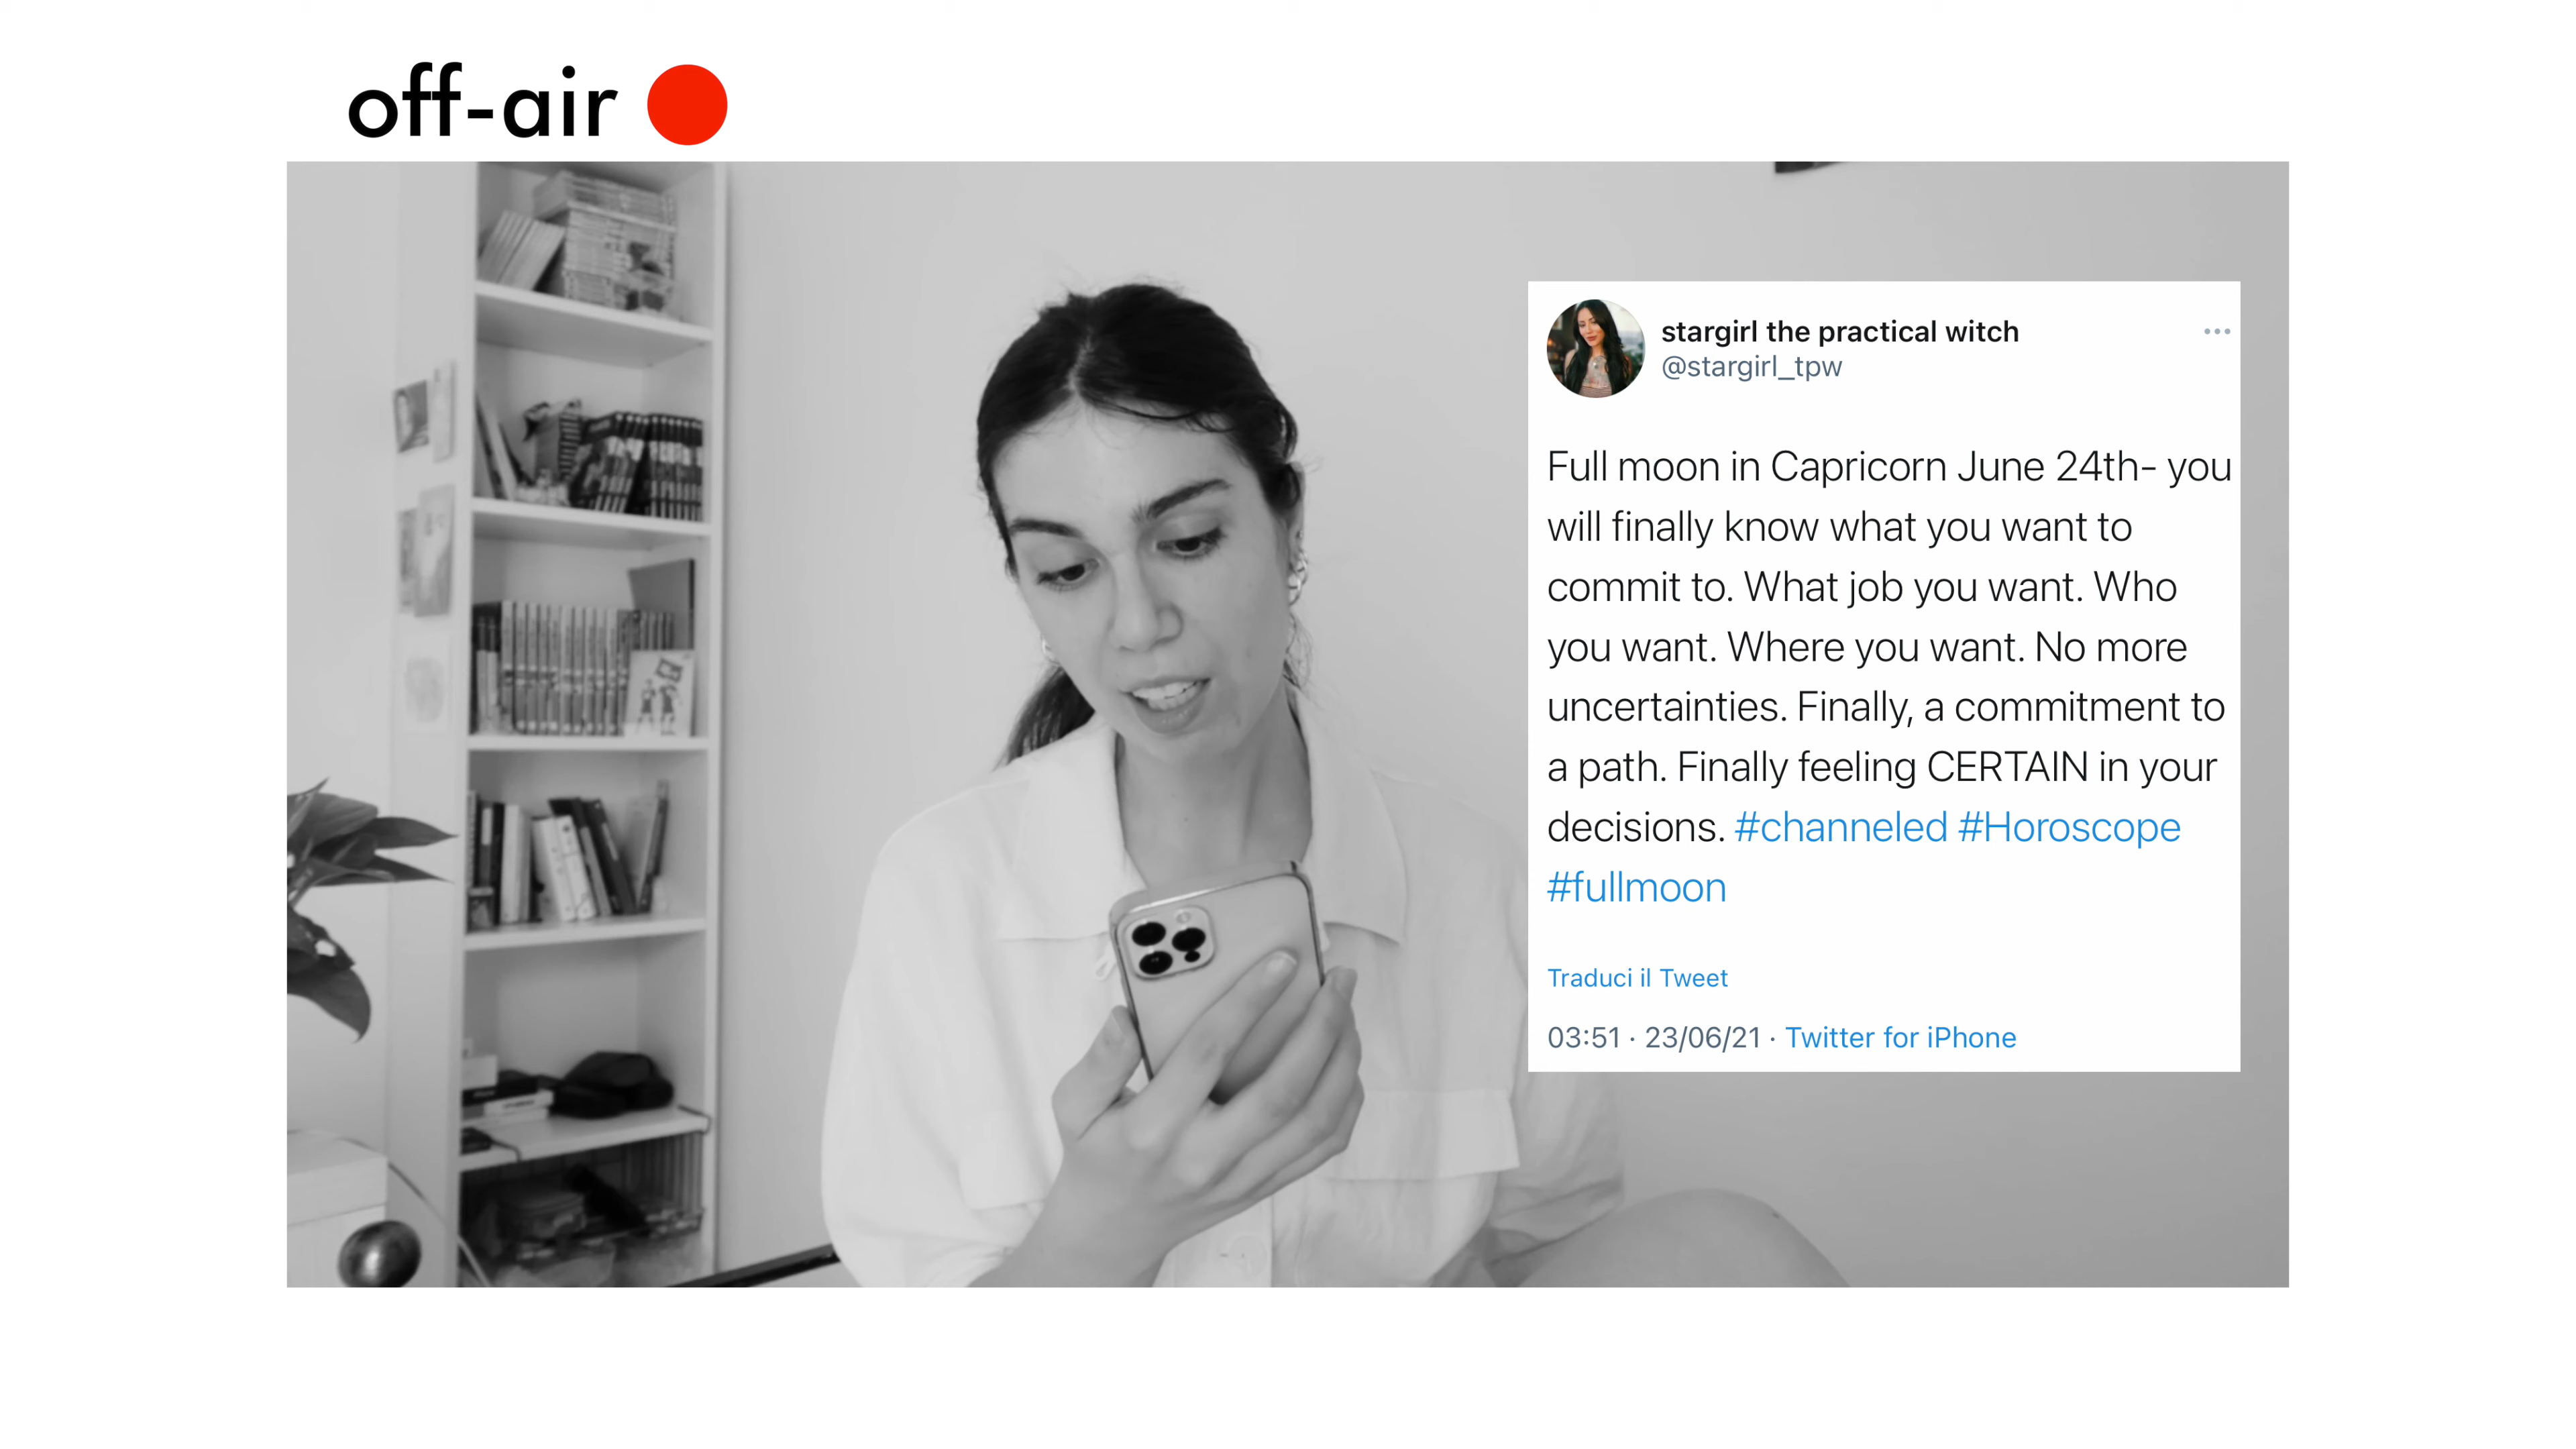 off-air
stargirl the practical witch
@stargirl_tpw
Full moon in Capricorn June 24th- you
will finally know what you want to
commit to. What job you want. Who
you want. Where you want. No more
uncertainties. Finally, a commitment to
a path. Finally feeling CERTAIN in your
decisions. #channeled #Horoscope
#fullmoon
Traduci il Tweet
03:51 · 23/06/21 · Twitter for iPhone